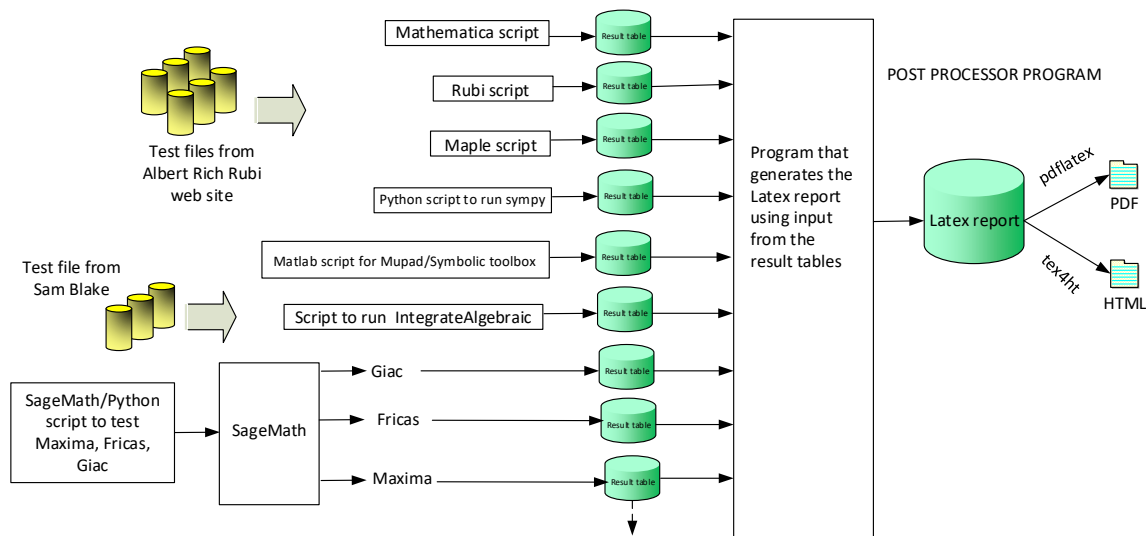 Mathematica script
Result table
Rubi script
Result table
POST PROCESSOR PROGRAM
Test files from
Albert Rich Rubi
web site
Maple script
Result table
Program that
generates the
Latex report
using input
from the
result tables
Python script to run sympy
Result table
Latex report
pdflatex
PDF
tex4ht
HTML
Test file from
Sam Blake
Matlab script for Mupad/Symbolic toolbox
Result table
Script to run IntegrateAlgebraic
Result table
SageMath/Python
script to test
Maxima, Fricas,
Giac
SageMath
Giac
Result table
Fricas
Result table
Maxima
Result table